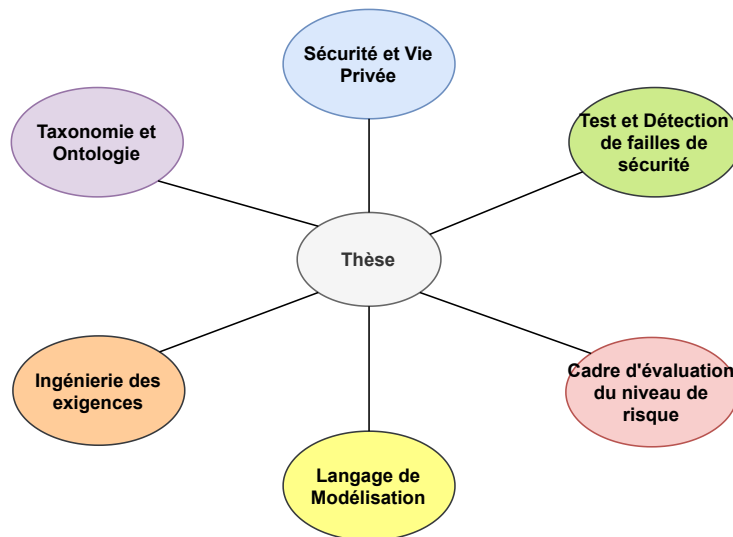 Sécurité et Vie
Privée
Taxonomie et
Ontologie
Test et Détection
de failles de
sécurité
Thèse
Ingénierie des
exigences
Cadre d'évaluation
du niveau de
risque
Langage de
Modélisation